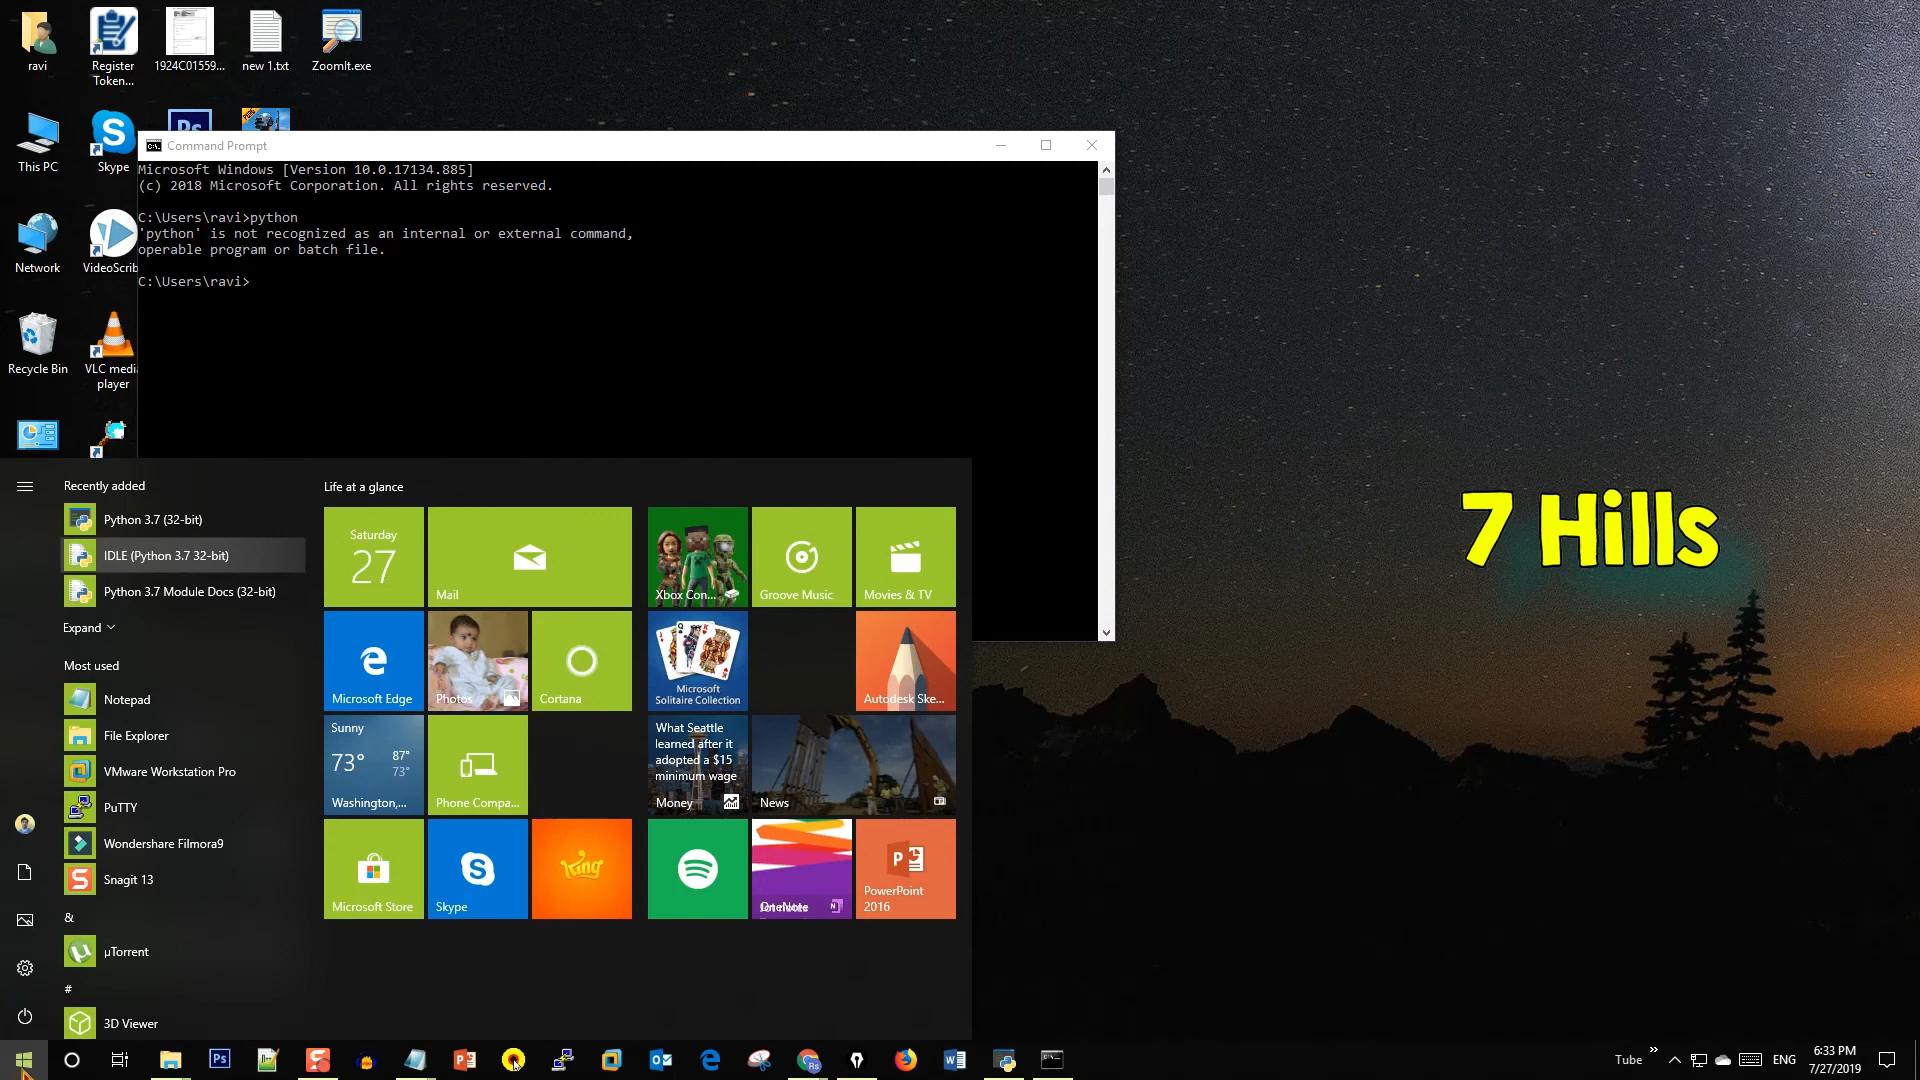 ravi
Register
Token...
1924C01559...
new 1.txt
ZoomIt.exe
This PC
Skype
Ps
Network
VideoScrib
Recycle Bin
VLC medi
player
Command Prompt
Microsoft Windows [Version 10.0.17134.885]
(c) 2018 Microsoft Corporation. All rights reserved.
C:\Users\ravi>python
'python' is not recognized as an internal or external command,
operable program or batch file.
C:\Users\ravi>
Recently added
Python 3.7 (32-bit)
IDLE (Python 3.7 32-bit)
Python 3.7 Module Docs (32-bit)
Expand
Most used
Notepad
File Explorer
VMware Workstation Pro
PuTTY
Wondershare Filmora9
Snagit 13
&
µTorrent
#
3D Viewer
Life at a glance
Saturday
27
Mail
Xbox Con...
Groove Music
Movies & TV
Microsoft Edge
Photos
Cortana
Microsoft
Solitaire Collection
Autodesk Ske...
Sunny
73° 87°
73°
Washington,...
Phone Compa...
What Seattle
learned after it
adopted a $15
minimum wage
Money
News
Microsoft Store
Skype
King
OneNote
PowerPoint
2016
7 Hills
Ps
Tube
ENG
6:33 PM
7/27/2019